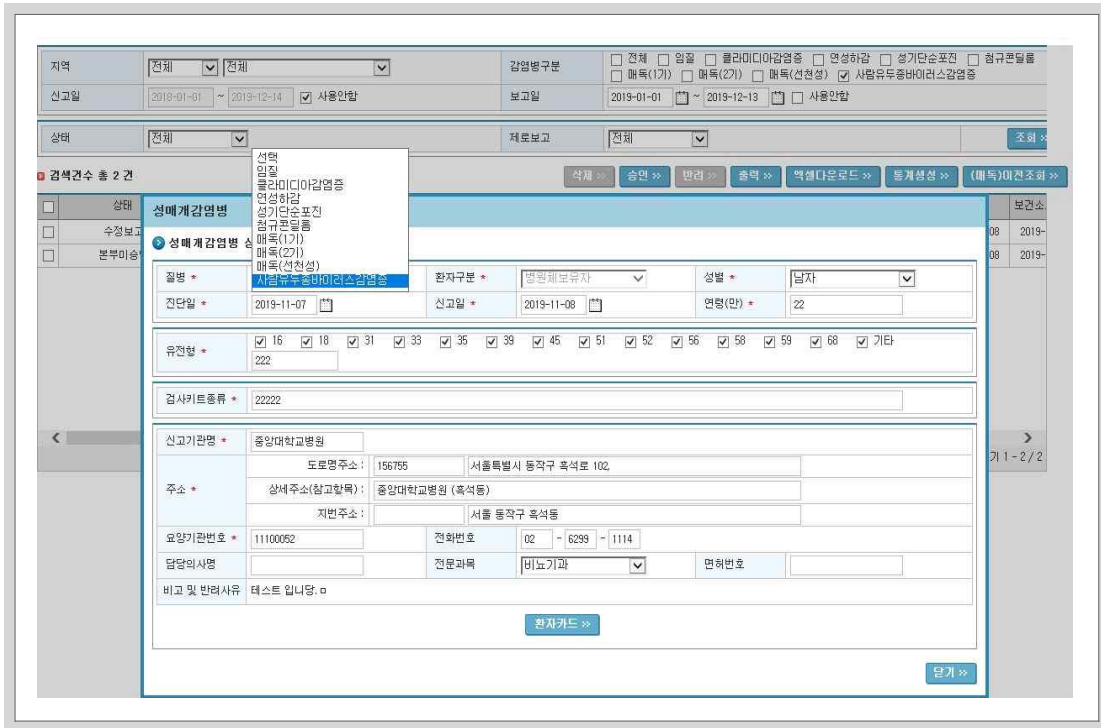 지역 전체 전체 감염병구분 전체 임질 클라미디아감염증 연성하감 성기단순포진 첨규콘딜롬
매독(1기) 매독(2기) 매독(선천성) 사람유두종바이러스감염증
신고일 2018-01-01 ~ 2019-12-14 사용안함 보고일 2019-01-01 ~ 2019-12-13 사용안함
상태 전체 제로보고 전체 조회
검색건수 총 2 건 삭제 승인 반려 출력 엑셀다운로드 통계생성 (매독)이전조회
선택
임질
클라미디아감염증
연성하감
성기단순포진
첨규콘딜롬
매독(1기)
매독(2기)
매독(선천성)
사람유두종바이러스감염증
상태 보건소
수정보고 08 2019-
본부미승 08 2019-
성매개감염병
성매개감염병 상
질병 * 환자구분 * 병원체보유자 성별 * 남자
진단일 * 2019-11-07 신고일 * 2019-11-08 연령(만) * 22
유전형 * 16 18 31 33 35 39 45 51 52 56 58 59 68 기타
222
검사키트종류 * 22222
신고기관명 * 중앙대학교병원
기 1 - 2 / 2
주소 * 도로명주소 : 156755 서울특별시 동작구 흑석로 102,
상세주소(참고항목) : 중앙대학교병원 (흑석동)
지번주소 : 서울 동작구 흑석동
요양기관번호 * 11100052 전화번호 02 - 6299 - 1114
담당의사명 전문과목 비뇨기과 면허번호
비고 및 반려사유 테스트 입니당. ㅁ
환자카드
닫기